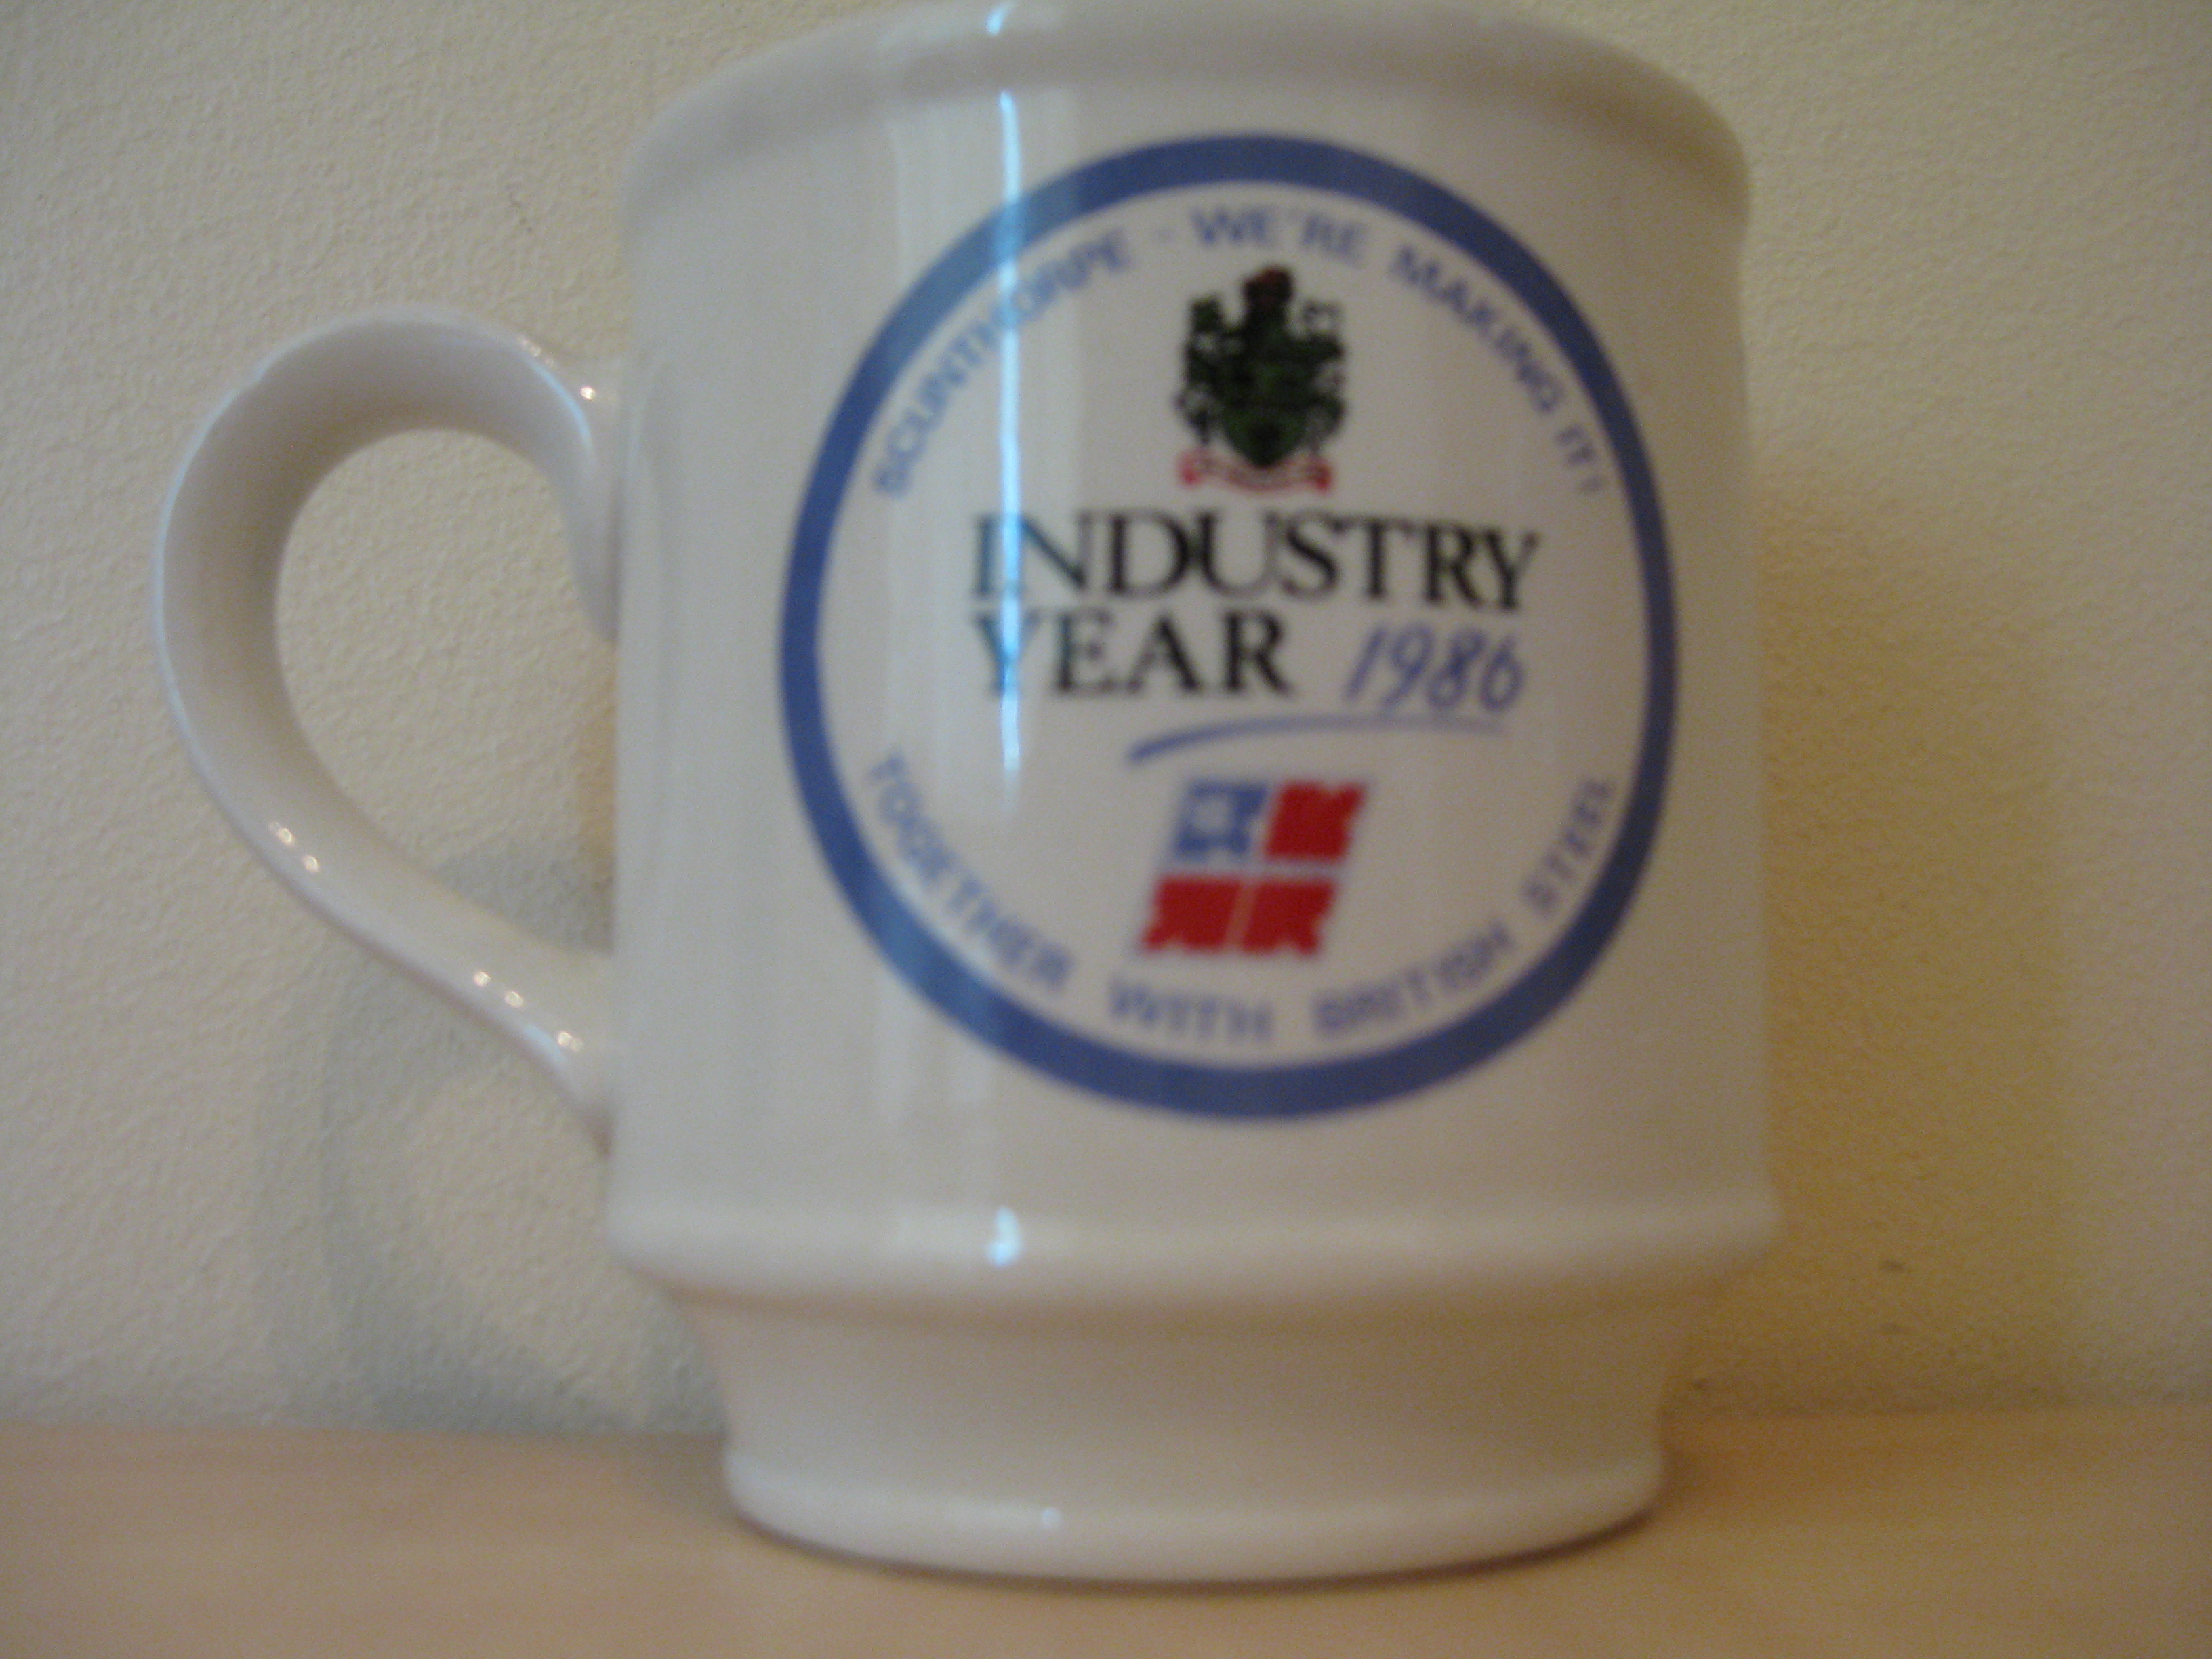 SCUNTHORPE - WE'RE MAKING IT!
INDUSTRY
YEAR 1986
TOGETHER WITH BRITISH STEEL